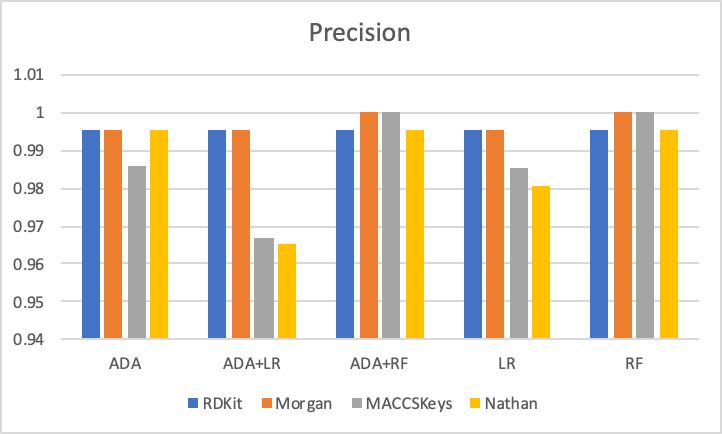 Precision
1.01
1
0.99
0.98
0.97
0.96
0.95
0.94
ADA ADA+LR ADA+RF LR RF
RDKit Morgan MACCSKeys Nathan